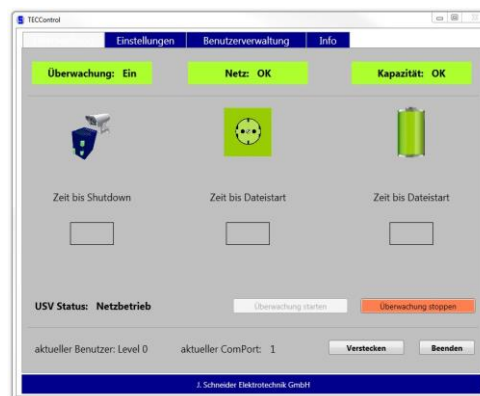 TECControl
Einstellungen Benutzerverwaltung Info
Überwachung: Ein Netz: OK Kapazität: OK
Zeit bis Shutdown Zeit bis Dateistart Zeit bis Dateistart
USV Status: Netzbetrieb Überwachung starten Überwachung stoppen
aktueller Benutzer: Level 0 aktueller ComPort: 1 Verstecken Beenden
J. Schneider Elektrotechnik GmbH